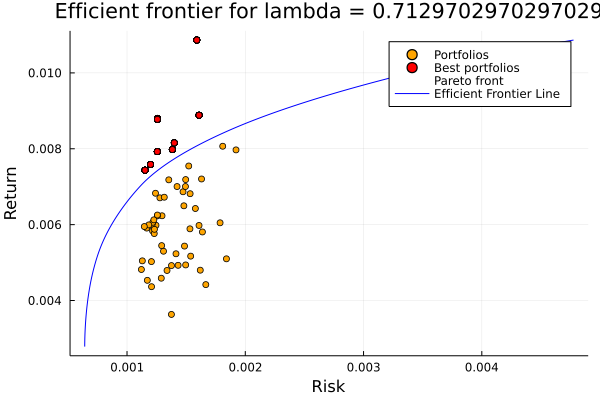 Efficient frontier for lambda = 0.7129702970297029
Portfolios
Best portfolios
Pareto front
Efficient Frontier Line
0.010
0.008
0.006
0.004
Return
0.001 0.002 0.003 0.004
Risk